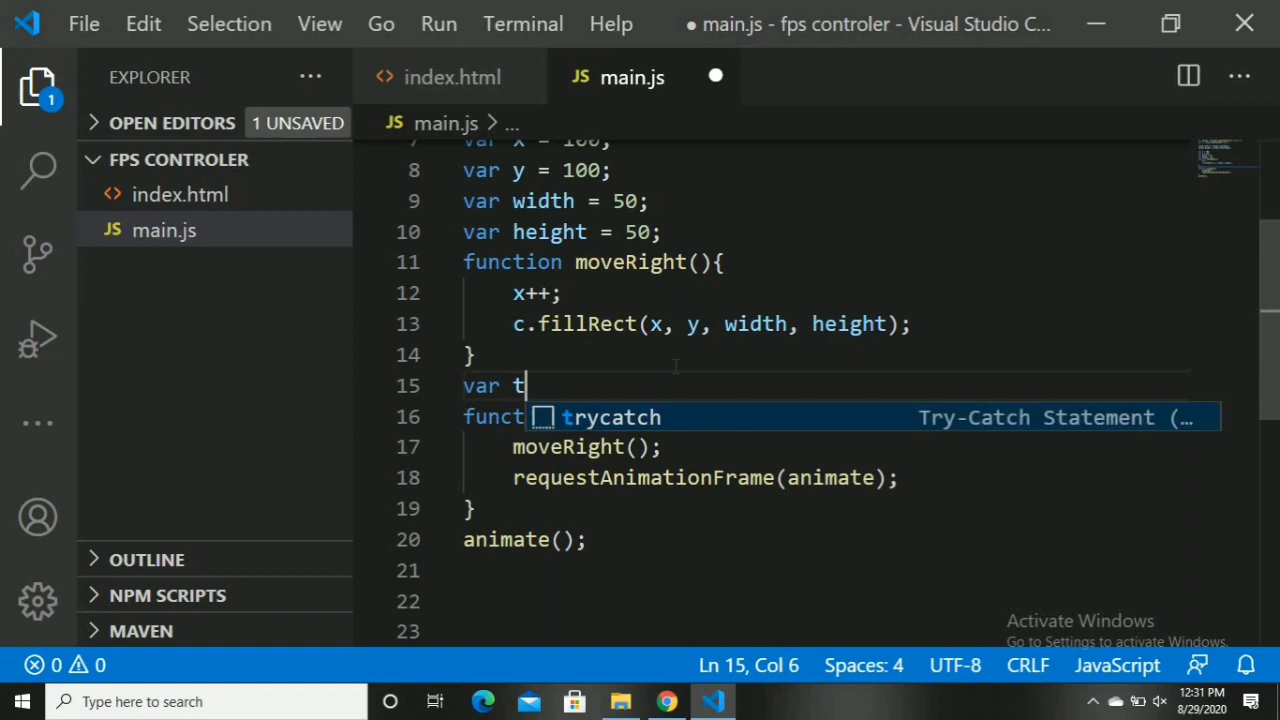 File Edit Selection View Go Run Terminal Help ● main.js - fps controler - Visual Studio C...
EXPLORER ...
index.html
JS main.js
1
OPEN EDITORS 1 UNSAVED
JS main.js > ...
FPS CONTROLER
index.html
JS main.js
7 var x = 100;
8 var y = 100;
9 var width = 50;
10 var height = 50;
11 function moveRight(){
12 x++;
13 c.fillRect(x, y, width, height);
14 }
15 var t
16 funct
trycatch Try-Catch Statement (...
17 moveRight();
18 requestAnimationFrame(animate);
19 }
20 animate();
21
22
23
OUTLINE
NPM SCRIPTS
MAVEN
Activate Windows
Go to Settings to activate Windows.
0 0 Ln 15, Col 6 Spaces: 4 UTF-8 CRLF JavaScript
Type here to search
12:31 PM
8/29/2020